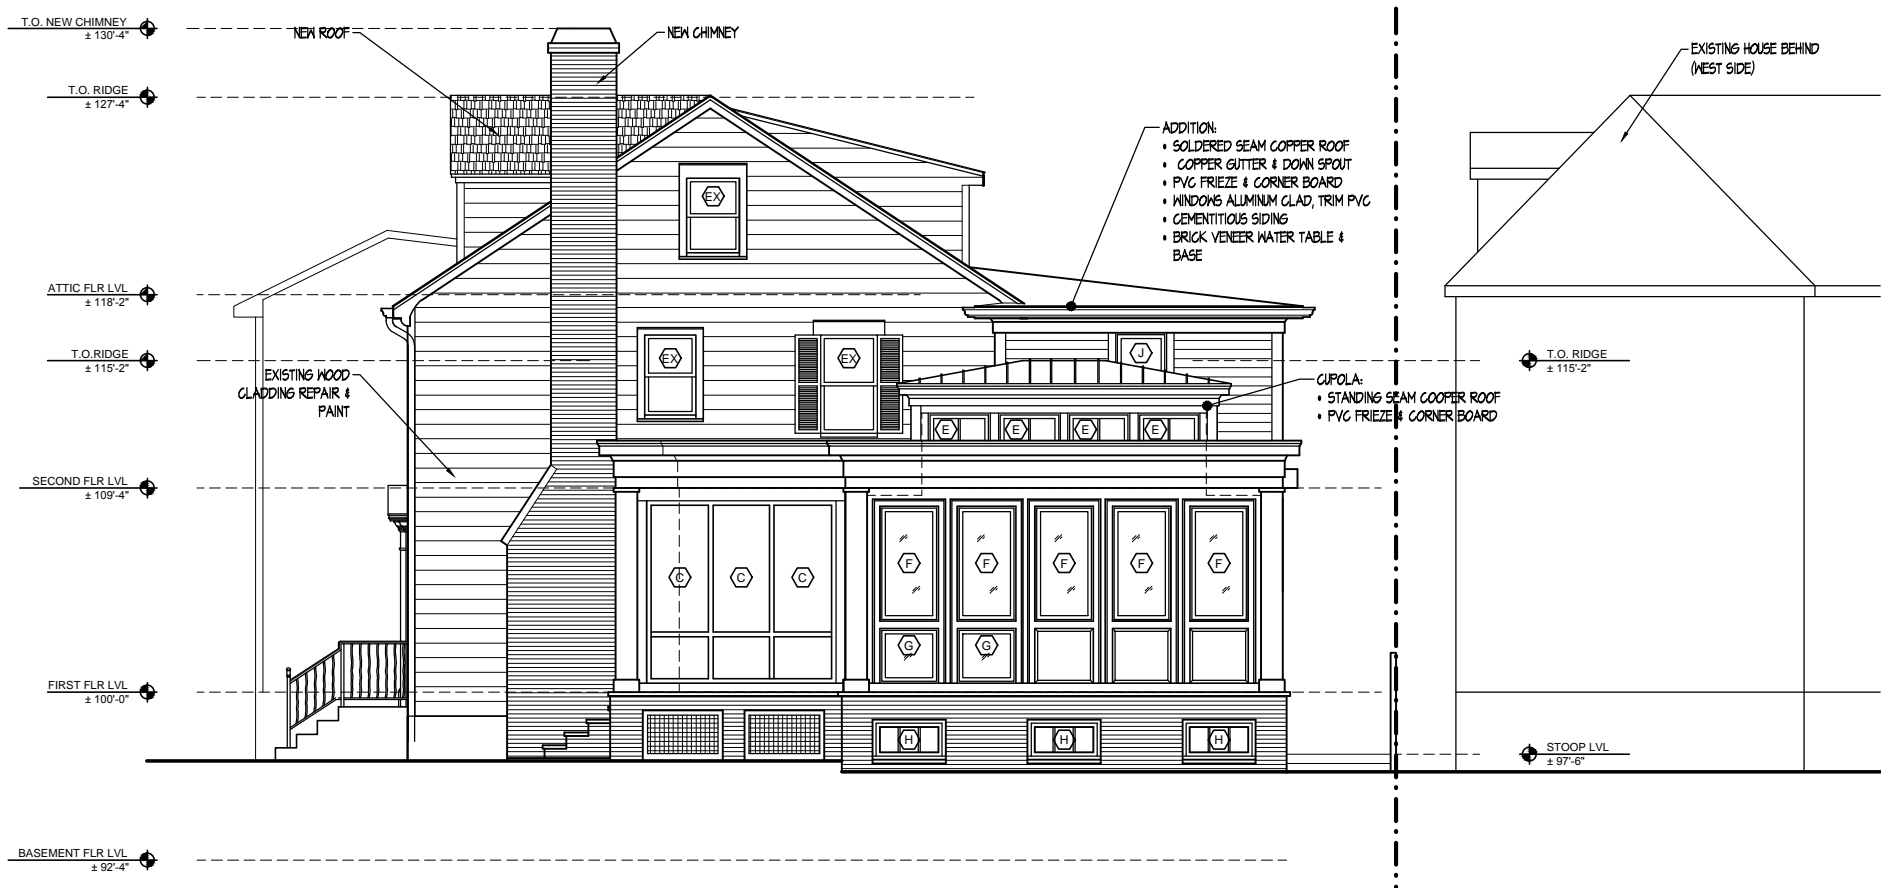 T.O. NEW CHIMNEY
± 130'-4"
NEW ROOF
NEW CHIMNEY
EXISTING HOUSE BEHIND
(WEST SIDE)
T.O. RIDGE
± 127'-4"
ADDITION:
• SOLDERED SEAM COPPER ROOF
• COPPER GUTTER & DOWN SPOUT
• PVC FRIEZE & CORNER BOARD
• WINDOWS ALUMINUM CLAD, TRIM PVC
• CEMENTITIOUS SIDING
• BRICK VENEER WATER TABLE &
BASE
EX
ATTIC FLR LVL
± 118'-2"
T.O.RIDGE
± 115'-2"
EX
EX
J
T.O. RIDGE
± 115'-2"
EXISTING WOOD
CLADDING REPAIR &
PAINT
CUPOLA:
• STANDING SEAM COOPER ROOF
• PVC FRIEZE & CORNER BOARD
E
E
E
E
SECOND FLR LVL
± 109'-4"
C
C
C
F
F
F
F
F
G
G
FIRST FLR LVL
± 100'-0"
H
H
H
STOOP LVL
± 97'-6"
BASEMENT FLR LVL
± 92'-4"